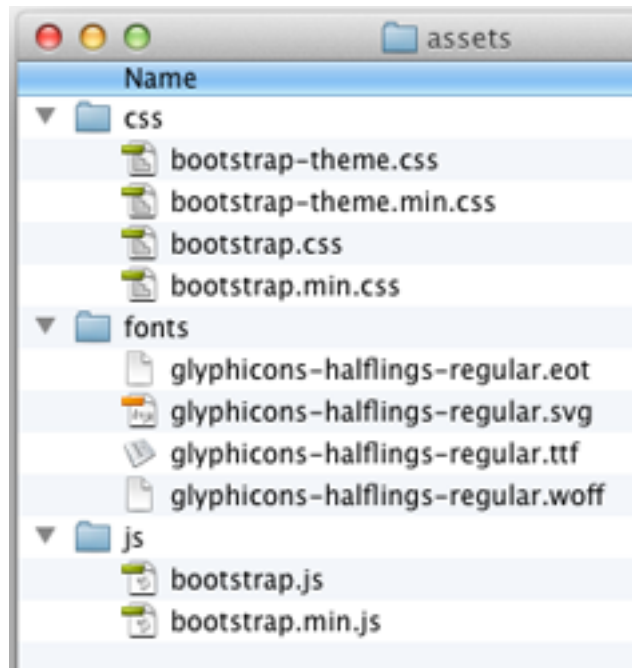 assets
Name
css
bootstrap-theme.css
bootstrap-theme.min.css
bootstrap.css
bootstrap.min.css
fonts
glyphicons-halflings-regular.eot
glyphicons-halflings-regular.svg
glyphicons-halflings-regular.ttf
glyphicons-halflings-regular.woff
js
bootstrap.js
bootstrap.min.js